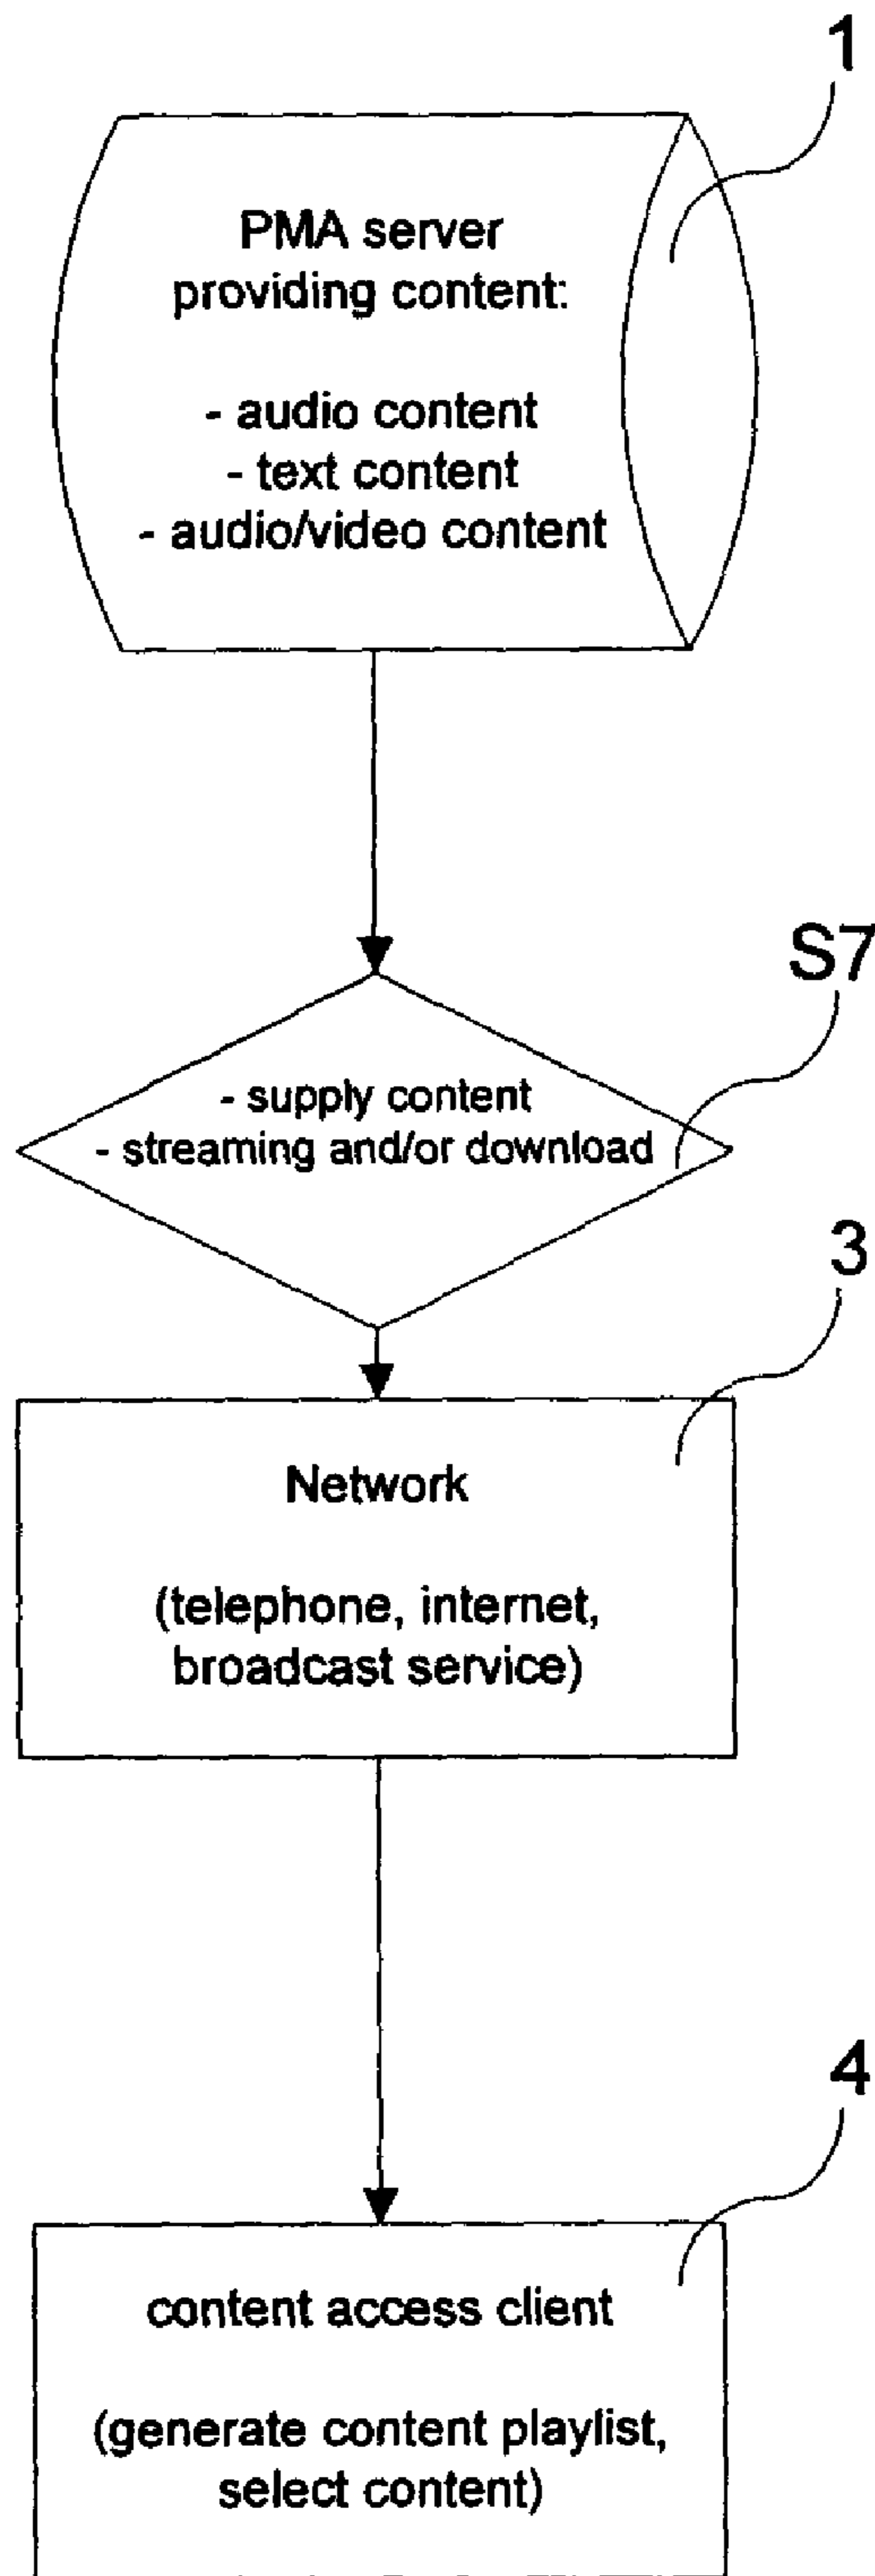 1
PMA server
providing content:
- audio content
- text content
- audio/video content
S7
- supply content
- streaming and/or download
3
Network
(telephone, internet,
broadcast service)
4
content access client
(generate content playlist,
select content)